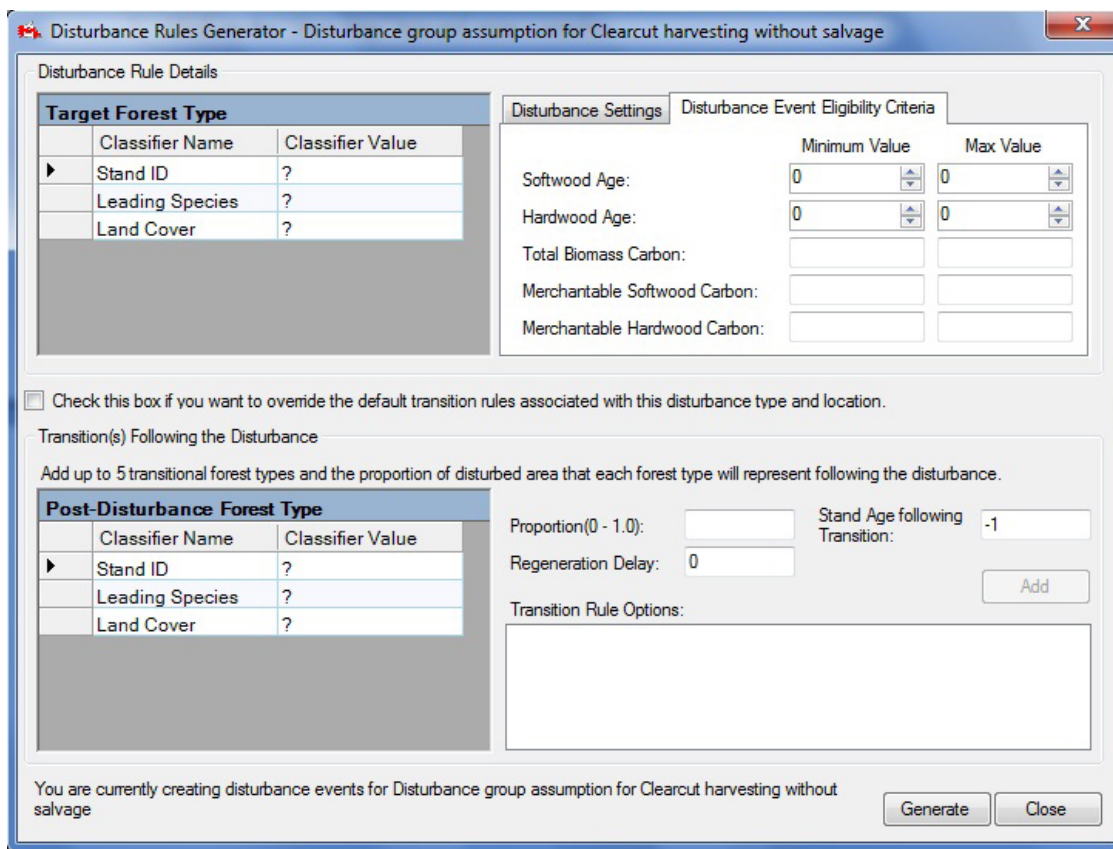 Disturbance Rules Generator - Disturbance group assumption for Clearcut harvesting without salvage
Disturbance Rule Details
Target Forest Type
Classifier Name Classifier Value
Stand ID ?
Leading Species ?
Land Cover ?
Disturbance Settings Disturbance Event Eligibility Criteria
Minimum Value Max Value
Softwood Age: 0 0
Hardwood Age: 0 0
Total Biomass Carbon:
Merchantable Softwood Carbon:
Merchantable Hardwood Carbon:
Check this box if you want to override the default transition rules associated with this disturbance type and location.
Transition(s) Following the Disturbance
Add up to 5 transitional forest types and the proportion of disturbed area that each forest type will represent following the disturbance.
Post-Disturbance Forest Type
Classifier Name Classifier Value
Stand ID ?
Leading Species ?
Land Cover ?
Proportion(0 - 1.0):
Stand Age following
Transition: -1
Regeneration Delay: 0
Add
Transition Rule Options:
You are currently creating disturbance events for Disturbance group assumption for Clearcut harvesting without
salvage
Generate Close